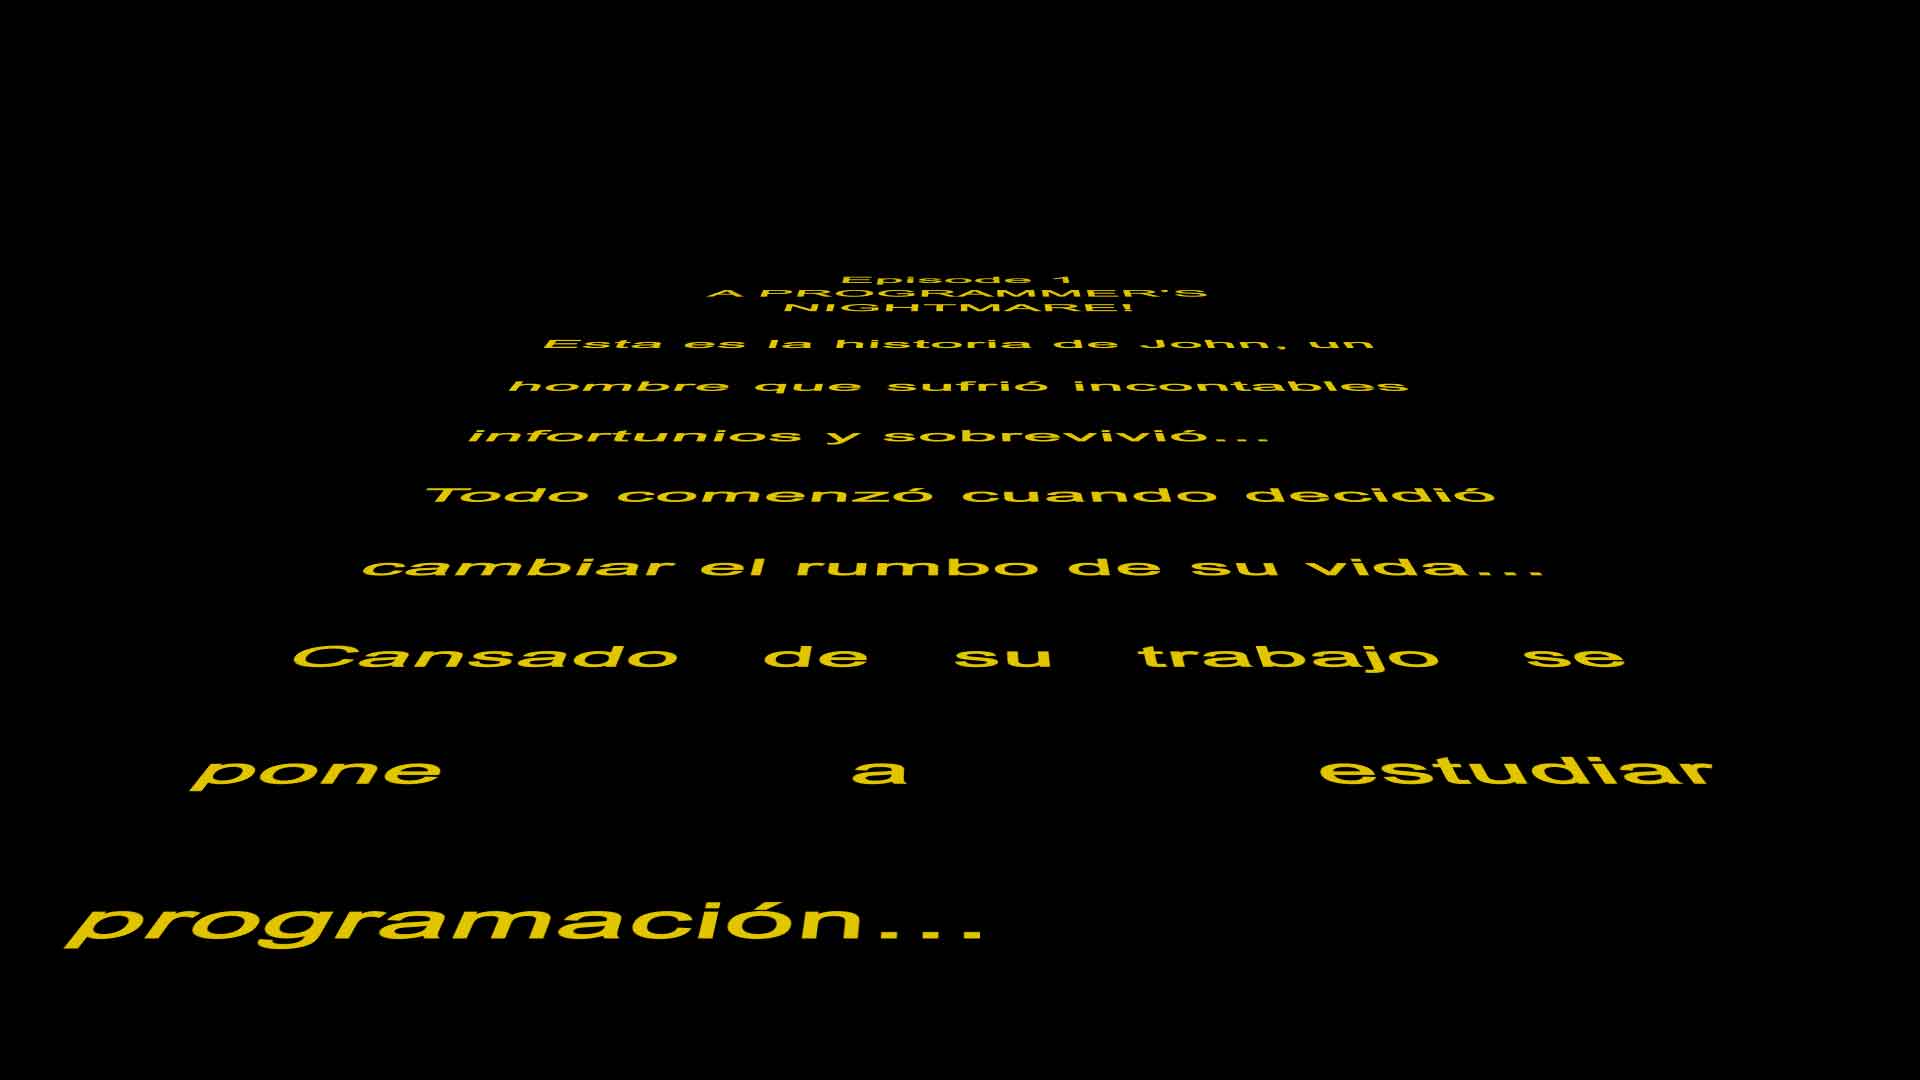 Episode 1
A PROGRAMMER'S
NIGHTMARE!
Esta es la historia de John, un
hombre que sufrió incontables
infortunios y sobrevivió...
Todo comenzó cuando decidió
cambiar el rumbo de su vida...
Cansado de su trabajo se
pone a estudiar
programación...